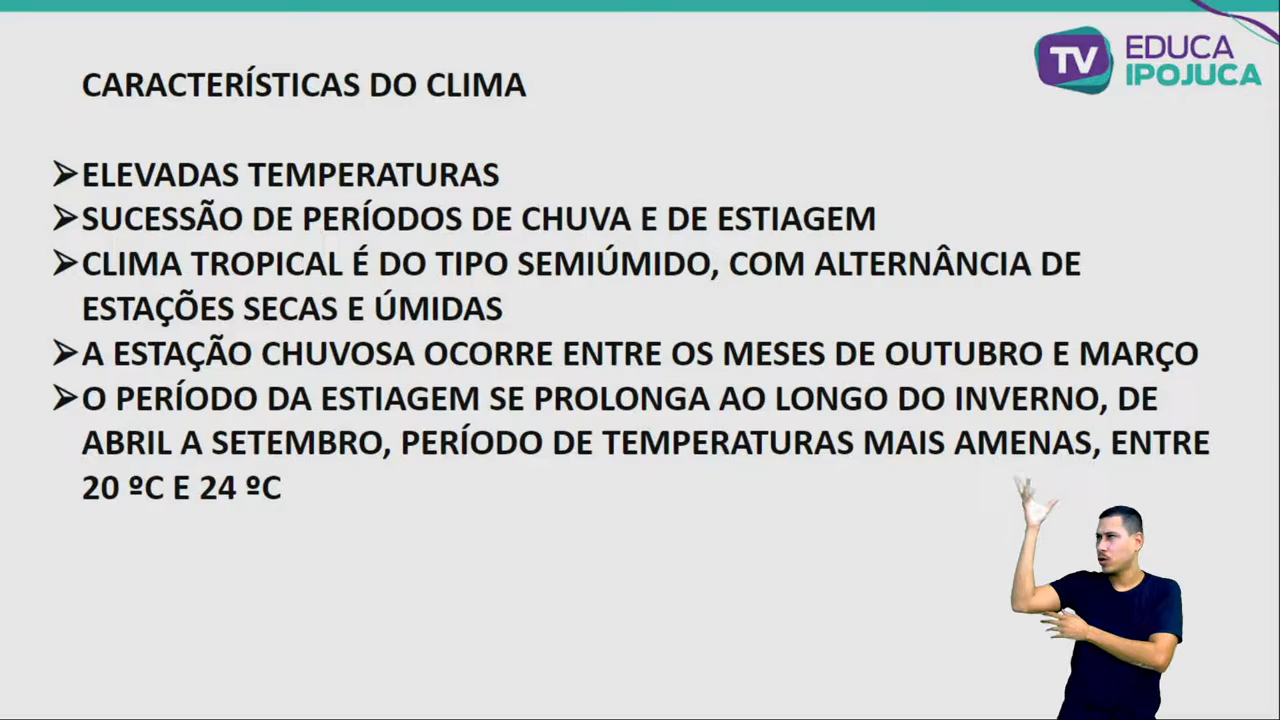 TV EDUCA
IPOJUCA
CARACTERÍSTICAS DO CLIMA
➢ELEVADAS TEMPERATURAS
➢SUCESSÃO DE PERÍODOS DE CHUVA E DE ESTIAGEM
➢CLIMA TROPICAL É DO TIPO SEMIÚMIDO, COM ALTERNÂNCIA DE
ESTAÇÕES SECAS E ÚMIDAS
➢A ESTAÇÃO CHUVOSA OCORRE ENTRE OS MESES DE OUTUBRO E MARÇO
➢O PERÍODO DA ESTIAGEM SE PROLONGA AO LONGO DO INVERNO, DE
ABRIL A SETEMBRO, PERÍODO DE TEMPERATURAS MAIS AMENAS, ENTRE
20 ºC E 24 ºC